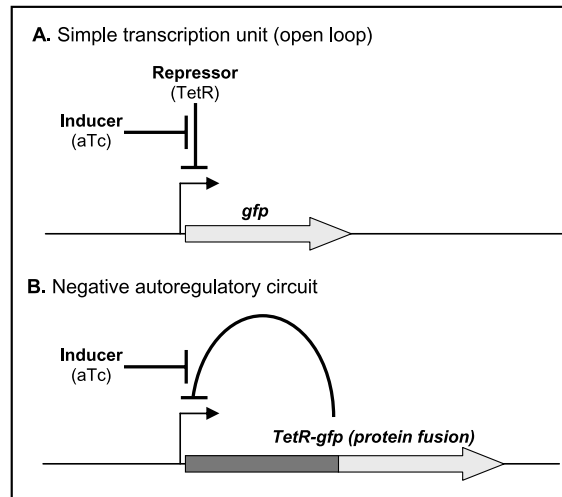 A. Simple transcription unit (open loop)
Repressor
(TetR)
Inducer
(aTc)
gfp
B. Negative autoregulatory circuit
Inducer
(aTc)
TetR-gfp (protein fusion)